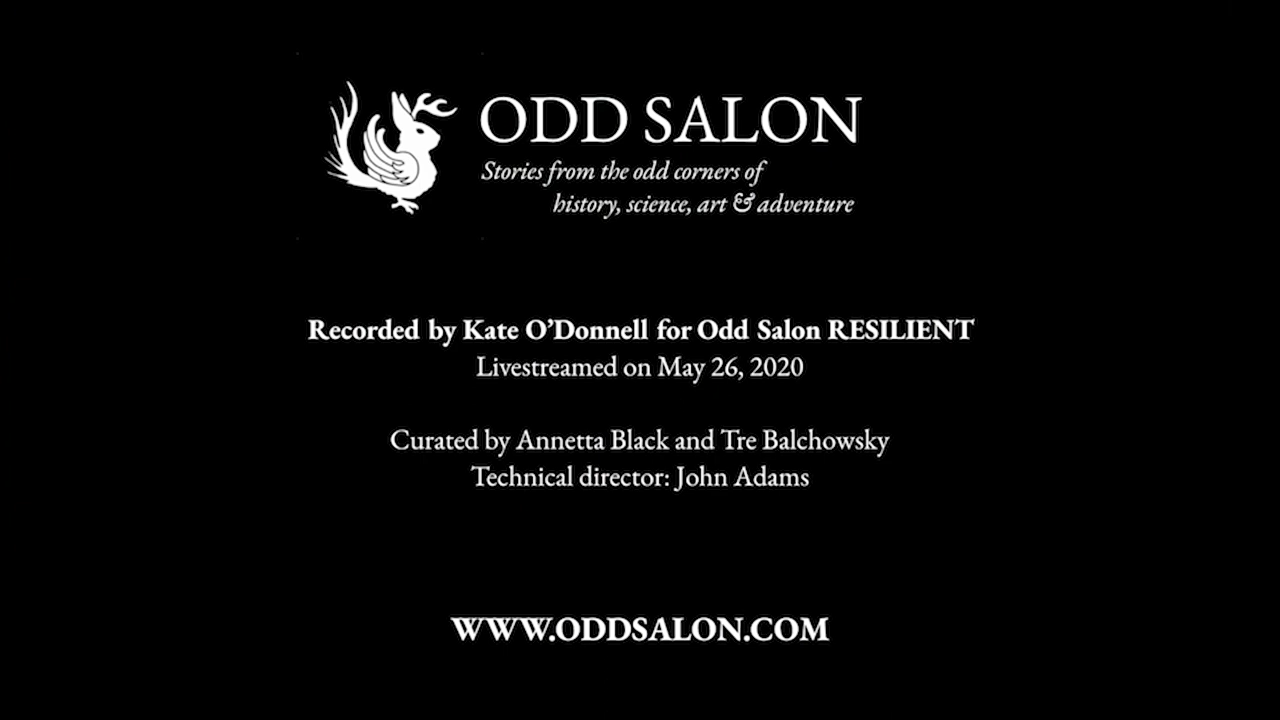 ODD SALON
Stories from the odd corners of
history, science, art & adventure
Recorded by Kate O’Donnell for Odd Salon RESILIENT
Livestreamed on May 26, 2020
Curated by Annetta Black and Tre Balchowsky
Technical director: John Adams
WWW.ODDSALON.COM